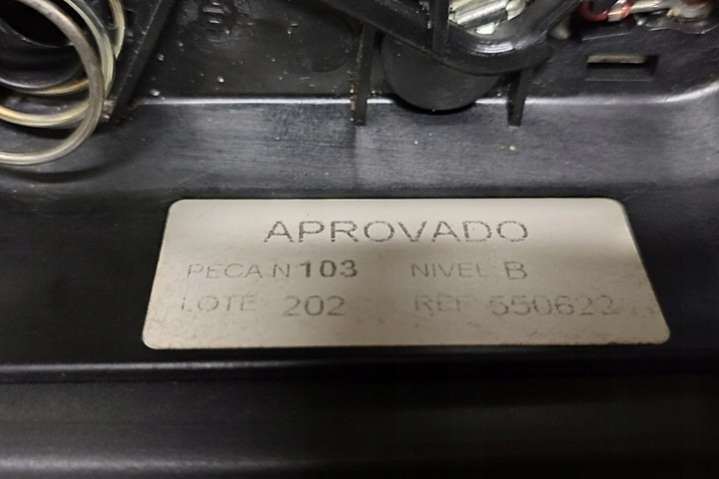 APROVADO
PECA N 103 NIVEL B
LOTE 202 REF 550622